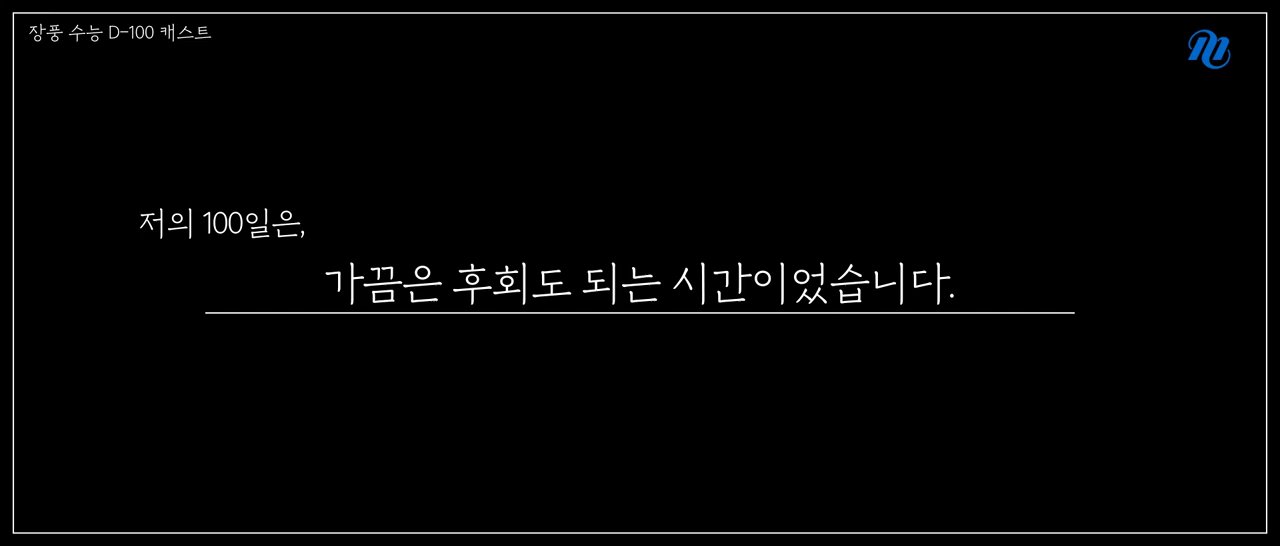 장풍 수능 D-100 캐스트
저의 100일은,
가끔은 후회도 되는 시간이었습니다.